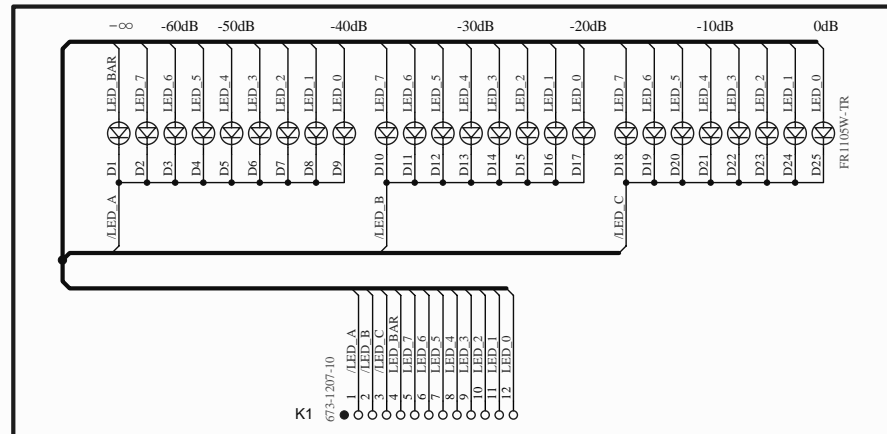 −∞ -60dB -50dB -40dB -30dB -20dB -10dB 0dB
LED_BAR LED_7 LED_6 LED_5 LED_4 LED_3 LED_2 LED_1 LED_0 LED_7 LED_6 LED_5 LED_4 LED_3 LED_2 LED_1 LED_0 LED_7 LED_6 LED_5 LED_4 LED_3 LED_2 LED_1 LED_0
D1 D2 D3 D4 D5 D6 D7 D8 D9 D10 D11 D12 D13 D14 D15 D16 D17 D18 D19 D20 D21 D22 D23 D24 D25
FR1105W-TR
/LED_A /LED_B /LED_C
/LED_A /LED_B /LED_C LED_BAR LED_7 LED_6 LED_5 LED_4 LED_3 LED_2 LED_1 LED_0
1 2 3 4 5 6 7 8 9 10 11 12
673-1207-10
K1